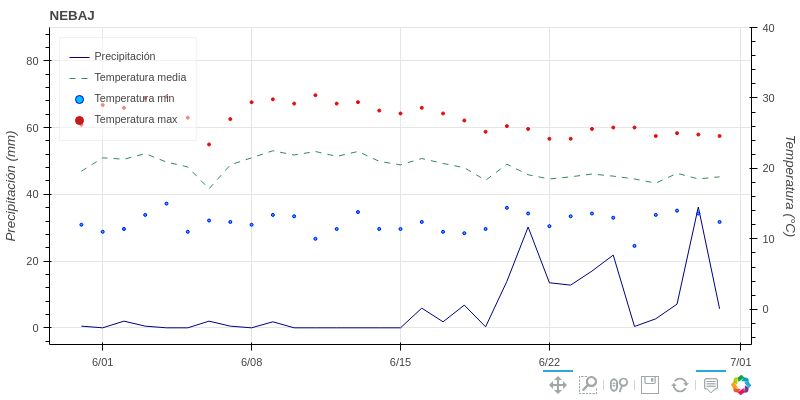 NEBAJ
Precipitación
Temperatura media
Temperatura min
Temperatura max
80
60
40
20
0
Precipitación (mm)
40
30
20
10
0
Temperatura (°C)
6/01
6/08
6/15
6/22
7/01